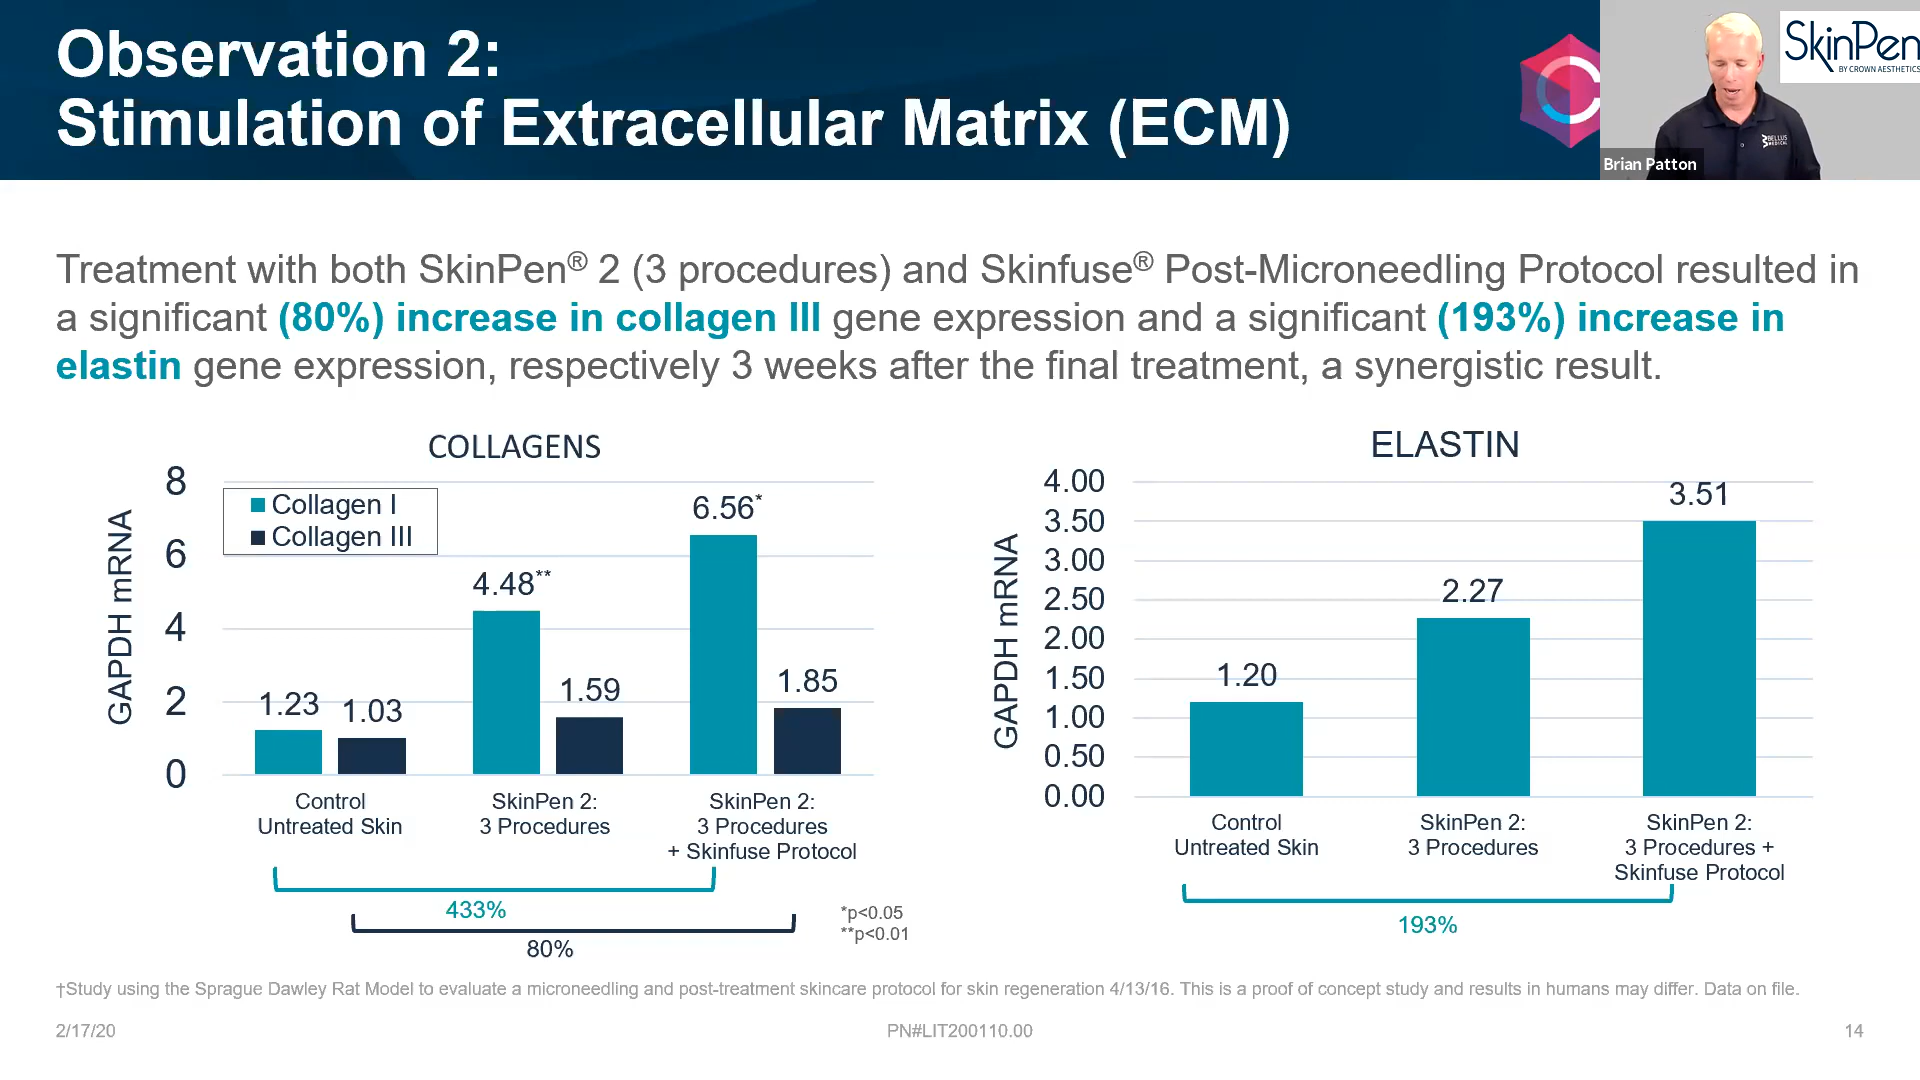 Observation 2:
Stimulation of Extracellular Matrix (ECM)
SkinPen
BY CROWN AESTHETICS
BELLUS
MEDICAL
Brian Patton
Treatment with both SkinPen® 2 (3 procedures) and Skinfuse® Post-Microneedling Protocol resulted in
a significant (80%) increase in collagen III gene expression and a significant (193%) increase in
elastin gene expression, respectively 3 weeks after the final treatment, a synergistic result.
COLLAGENS
GAPDH mRNA
8
6
4
2
0
Collagen I
Collagen III
1.23
1.03
4.48**
1.59
6.56*
1.85
Control
Untreated Skin
SkinPen 2:
3 Procedures
SkinPen 2:
3 Procedures
+ Skinfuse Protocol
433%
80%
*p<0.05
**p<0.01
ELASTIN
GAPDH mRNA
4.00
3.50
3.00
2.50
2.00
1.50
1.00
0.50
0.00
1.20
2.27
3.51
Control
Untreated Skin
SkinPen 2:
3 Procedures
SkinPen 2:
3 Procedures +
Skinfuse Protocol
193%
†Study using the Sprague Dawley Rat Model to evaluate a microneedling and post-treatment skincare protocol for skin regeneration 4/13/16. This is a proof of concept study and results in humans may differ. Data on file.
2/17/20
PN#LIT200110.00
14